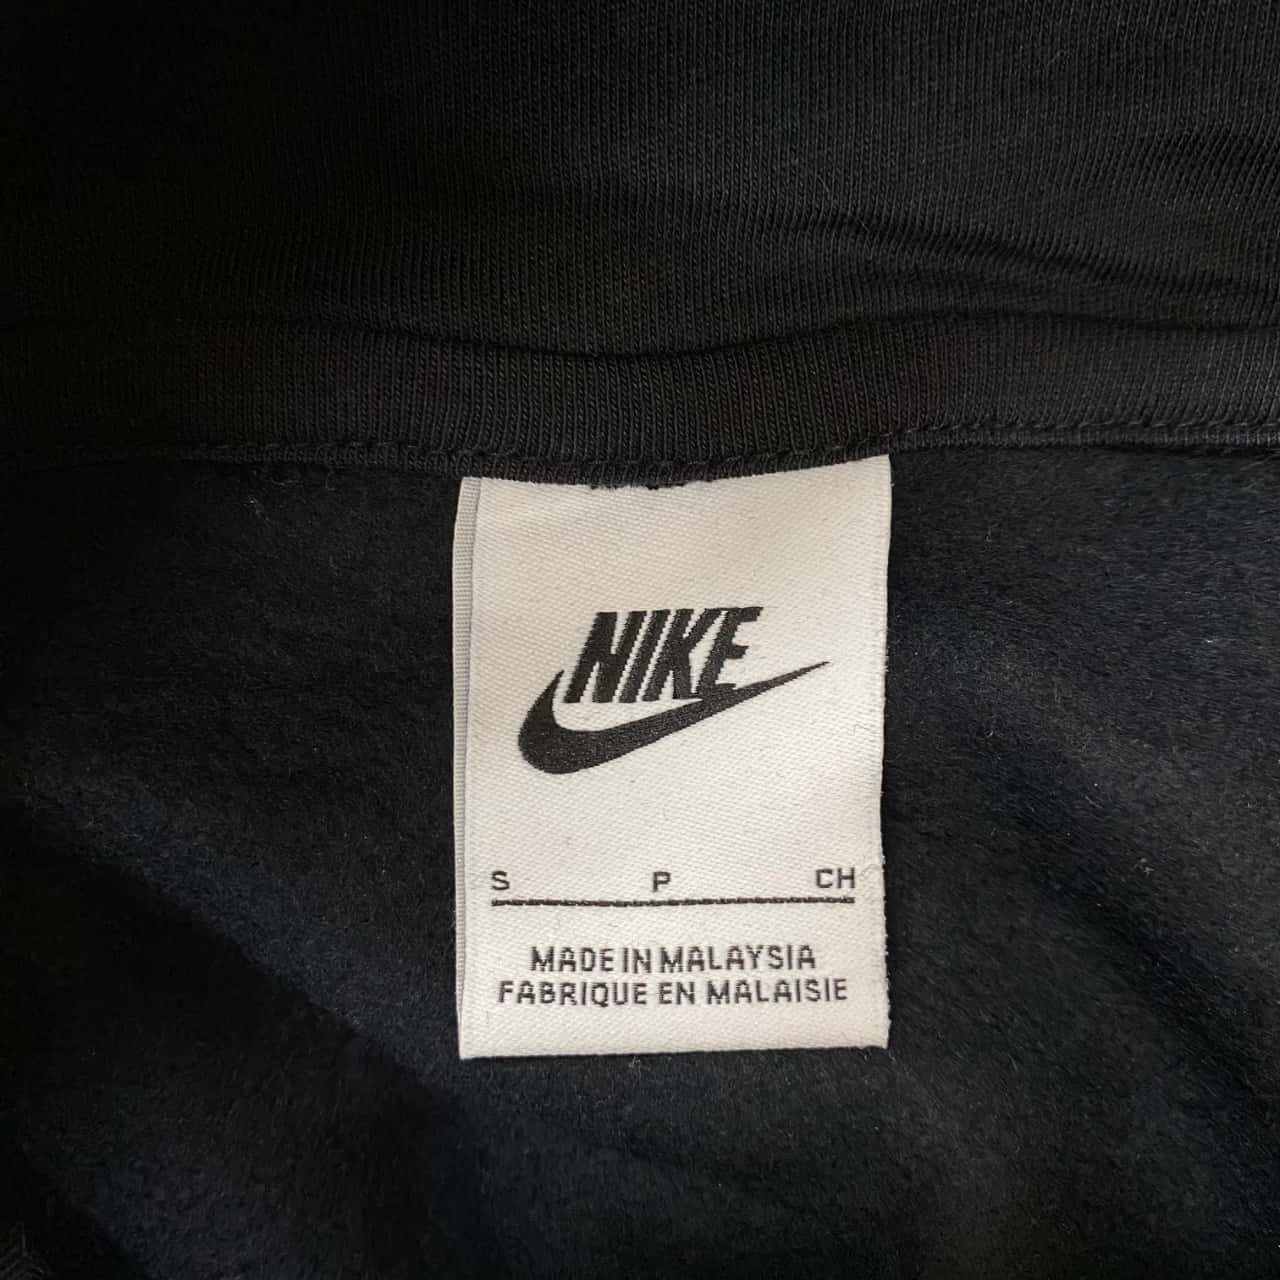 NIKE
S P CH
MADE IN MALAYSIA
FABRIQUE EN MALAISIE